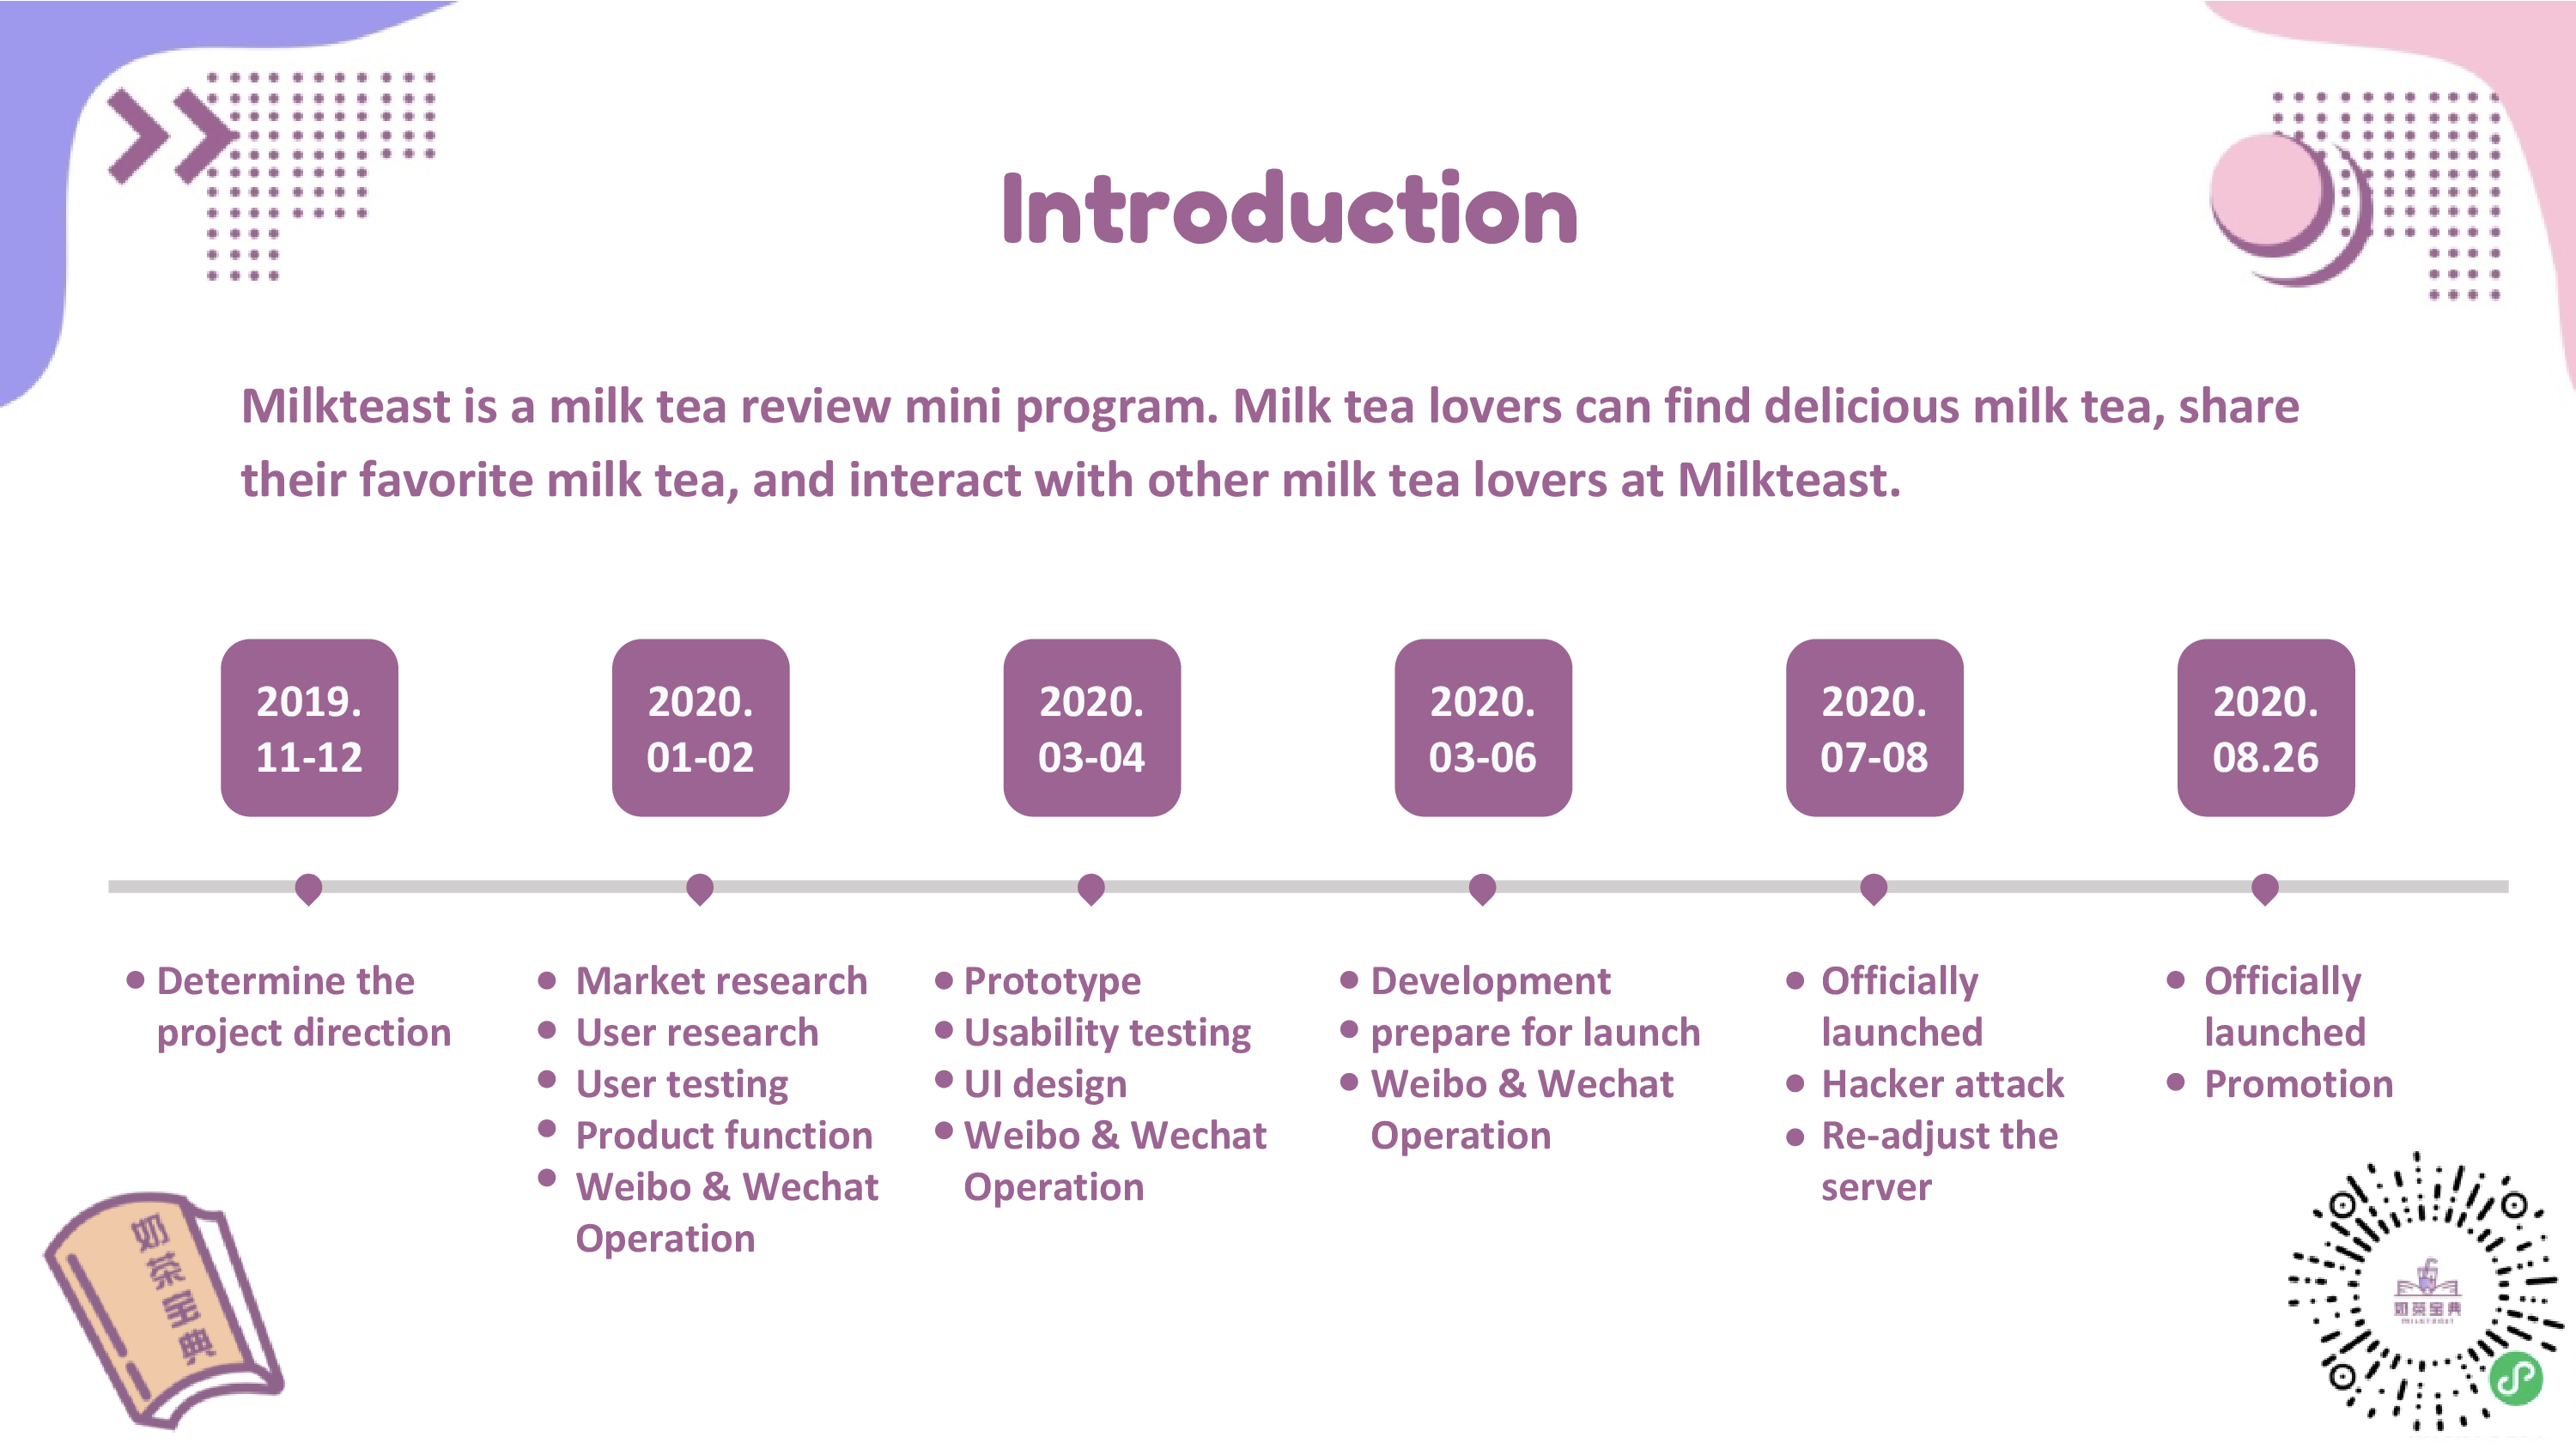 Introduction
Milkteast is a milk tea review mini program. Milk tea lovers can find delicious milk tea, share
their favorite milk tea, and interact with other milk tea lovers at Milkteast.
2019.
11-12
2020.
01-02
2020.
03-04
2020.
03-06
2020.
07-08
2020.
08.26
Determine the
project direction
Market research
User research
User testing
Product function
Weibo & Wechat
Operation
Prototype
Usability testing
UI design
Weibo & Wechat
Operation
Development
prepare for launch
Weibo & Wechat
Operation
Officially
launched
Hacker attack
Re-adjust the
server
Officially
launched
Promotion
奶茶宝典
奶茶宝典
MILKTEAST